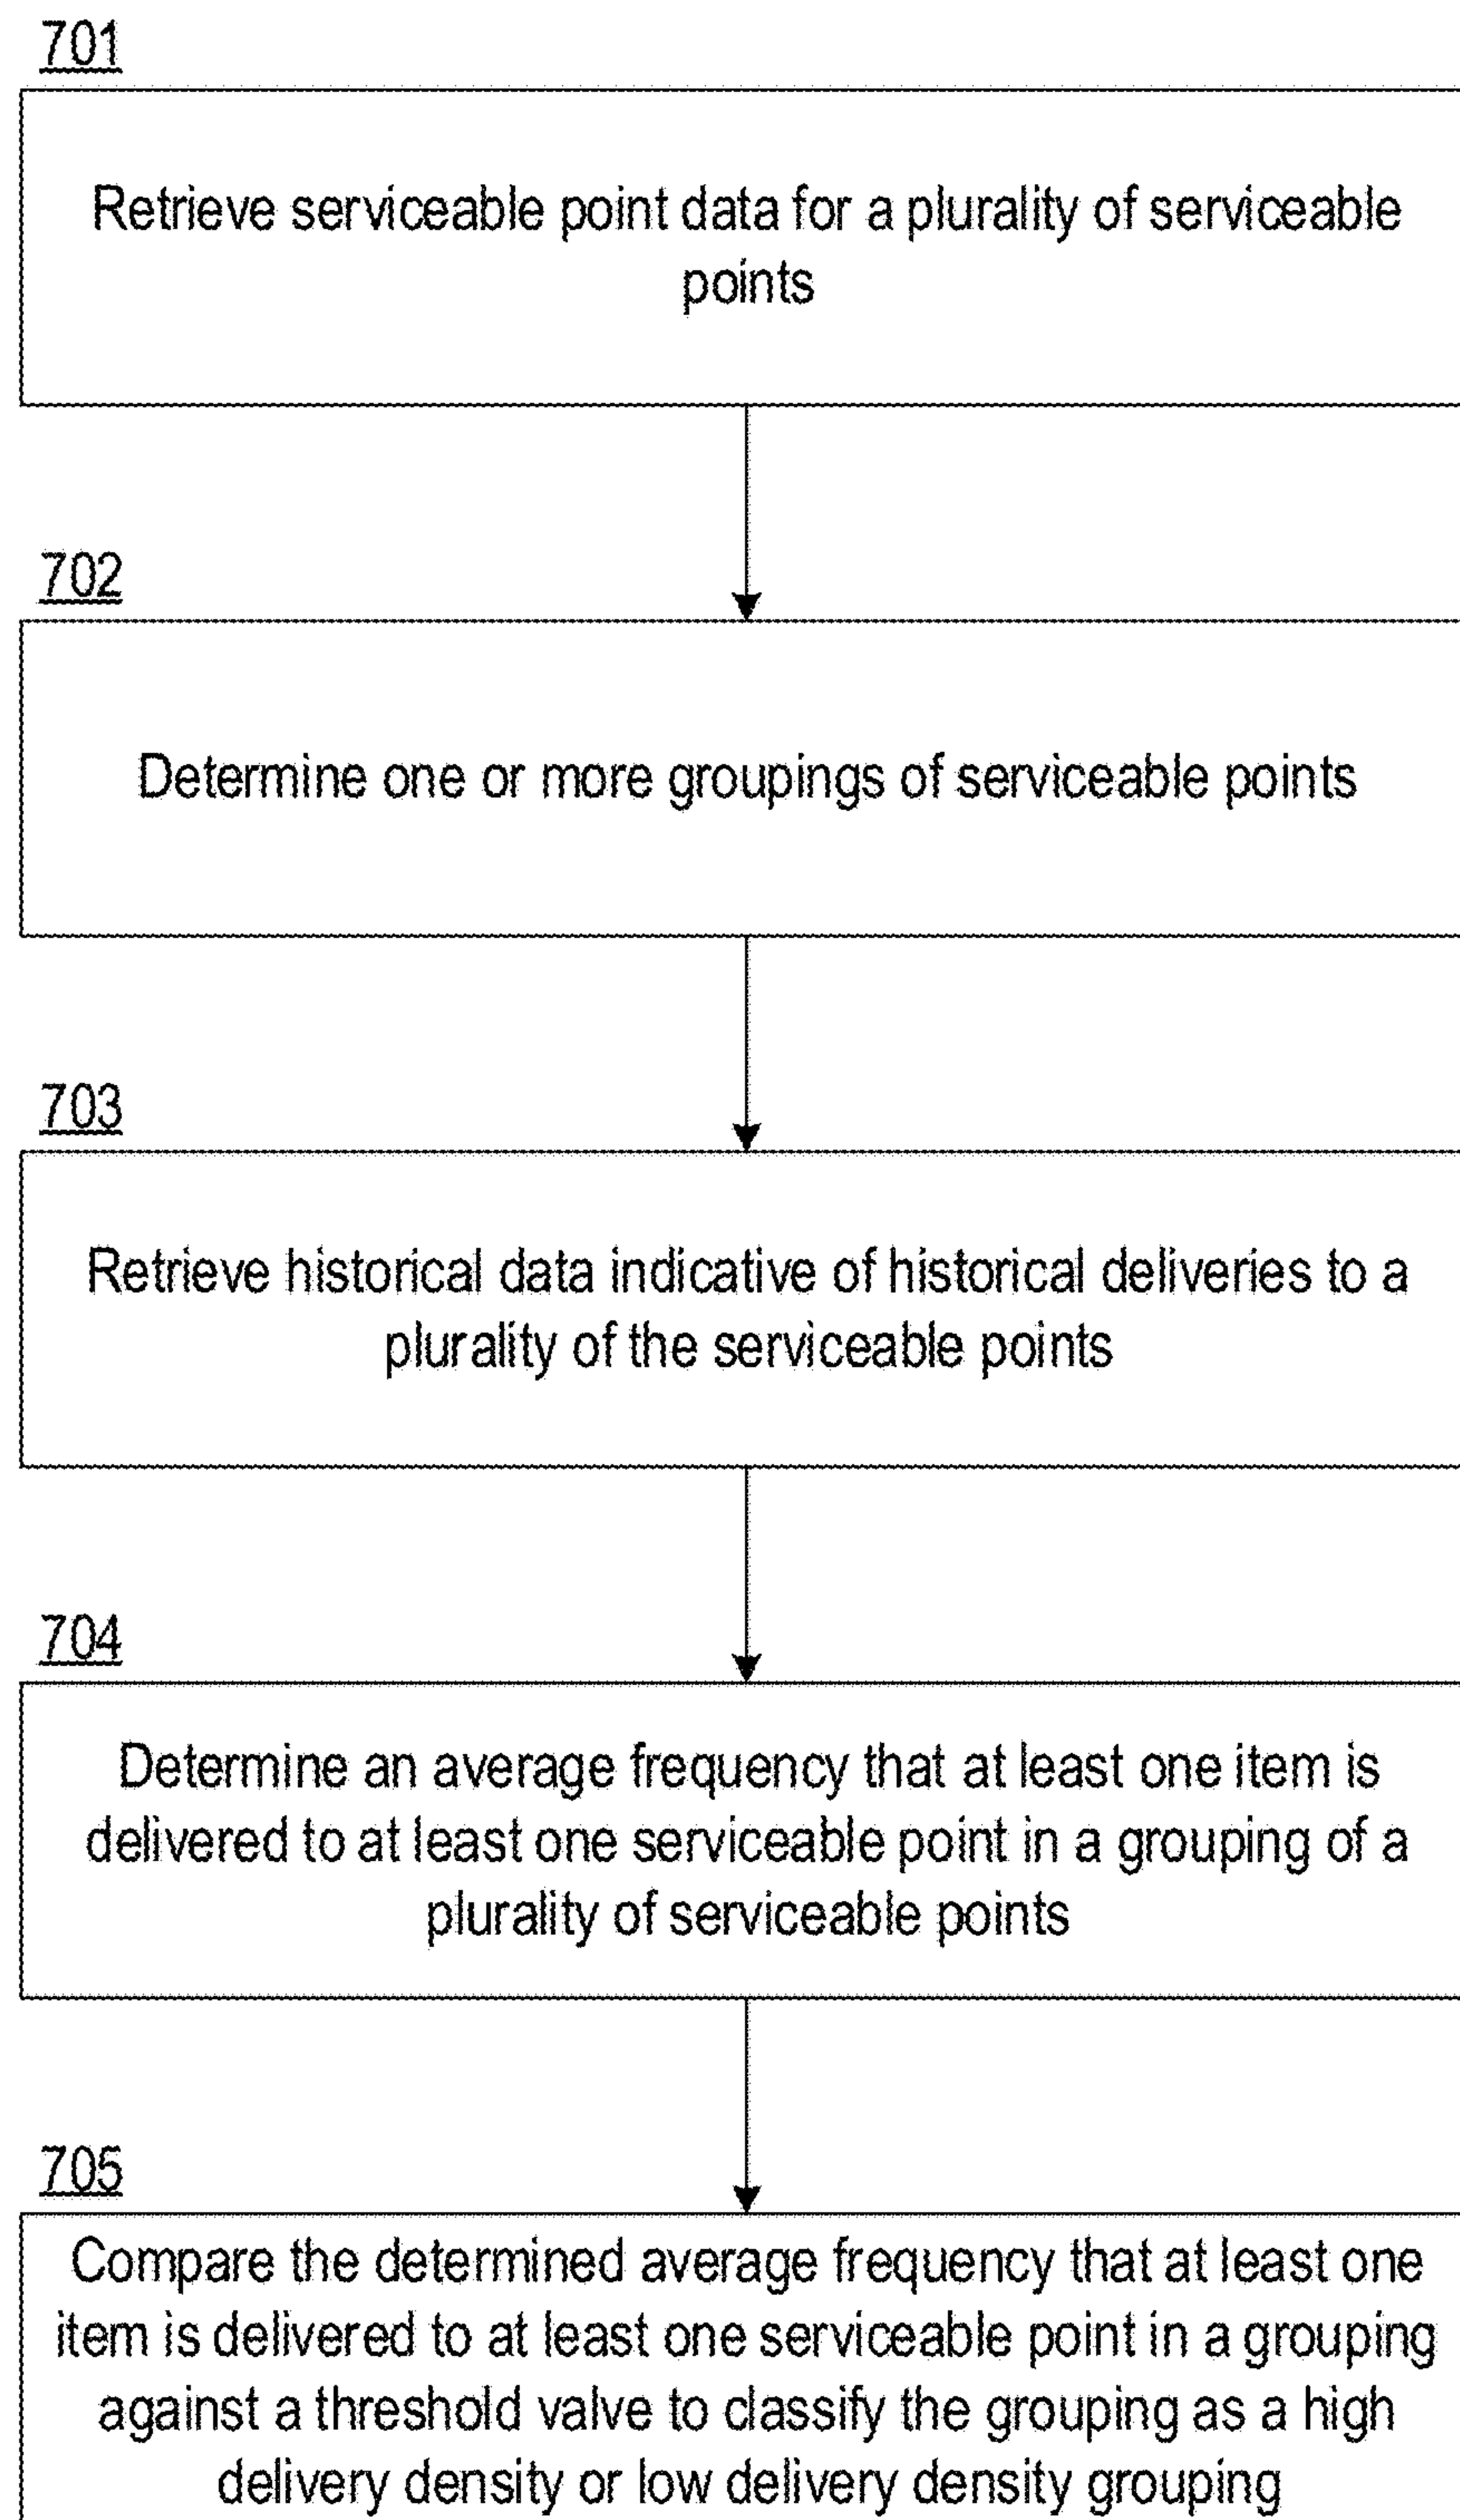 701
Retrieve serviceable point data for a plurality of serviceable
points
702
Determine one or more groupings of serviceable points
703
Retrieve historical data indicative of historical deliveries to a
plurality of the serviceable points
704
Determine an average frequency that at least one item is
delivered to at least one serviceable point in a grouping of a
plurality of serviceable points
705
Compare the determined average frequency that at least one
item is delivered to at least one serviceable point in a grouping
against a threshold valve to classify the grouping as a high
delivery density or low delivery density grouping